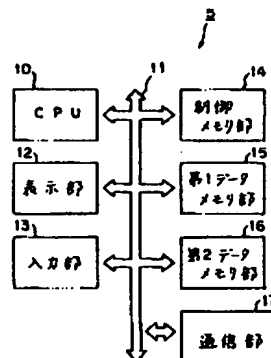 2
10
11
14
CPU
制御
メモリ部
12
15
表示部
第1データ
メモリ部
13
16
入力部
第2データ
メモリ部
17
通信部